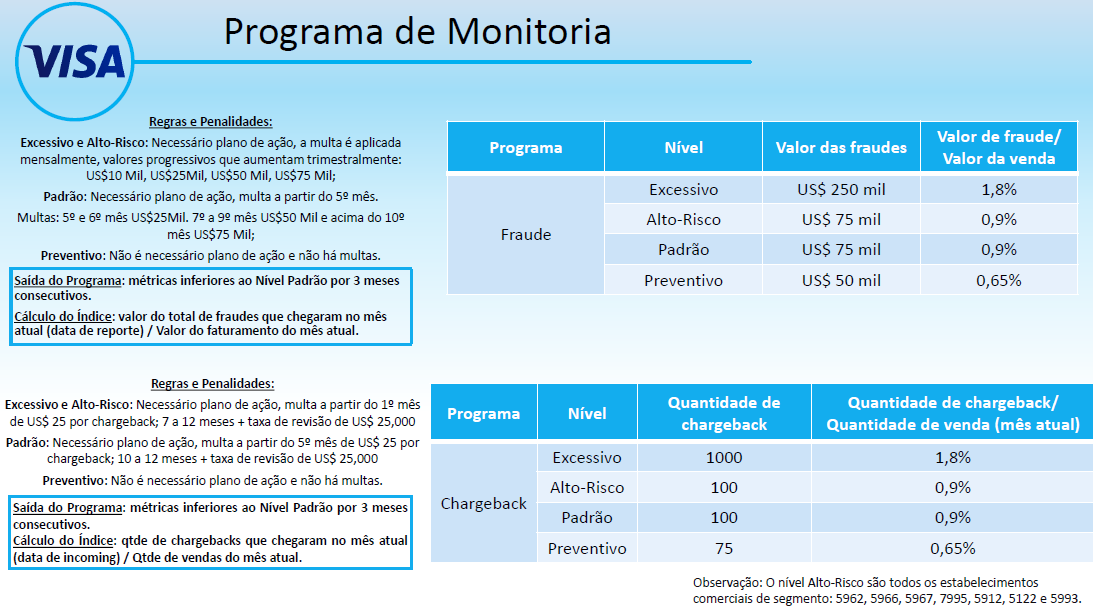 VISA
Programa de Monitoria
Regras e Penalidades:
Excessivo e Alto-Risco: Necessário plano de ação, a multa é aplicada
mensalmente, valores progressivos que aumentam trimestralmente:
US$10 Mil, US$25Mil, US$50 Mil, US$75 Mil;
Padrão: Necessário plano de ação, multa a partir do 5º mês.
Multas: 5º e 6º mês US$25Mil. 7º a 9º mês US$50 Mil e acima do 10º
mês US$75 Mil;
Preventivo: Não é necessário plano de ação e não há multas.
Saída do Programa: métricas inferiores ao Nível Padrão por 3 meses
consecutivos.
Cálculo do Índice: valor do total de fraudes que chegaram no mês
atual (data de reporte) / Valor do faturamento do mês atual.
Programa Nível Valor das fraudes Valor de fraude/
Valor da venda
Fraude
Excessivo US$ 250 mil 1,8%
Alto-Risco US$ 75 mil 0,9%
Padrão US$ 75 mil 0,9%
Preventivo US$ 50 mil 0,65%
Regras e Penalidades:
Excessivo e Alto-Risco: Necessário plano de ação, multa a partir do 1º mês
de US$ 25 por chargeback; 7 a 12 meses + taxa de revisão de US$ 25,000
Padrão: Necessário plano de ação, multa a partir do 5º mês de US$ 25 por
chargeback; 10 a 12 meses + taxa de revisão de US$ 25,000
Preventivo: Não é necessário plano de ação e não há multas.
Saída do Programa: métricas inferiores ao Nível Padrão por 3 meses
consecutivos.
Cálculo do Índice: qtde de chargebacks que chegaram no mês atual
(data de incoming) / Qtde de vendas do mês atual.
Programa Nível Quantidade de
chargeback Quantidade de chargeback/
Quantidade de venda (mês atual)
Chargeback
Excessivo 1000 1,8%
Alto-Risco 100 0,9%
Padrão 100 0,9%
Preventivo 75 0,65%
Observação: O nível Alto-Risco são todos os estabelecimentos
comerciais de segmento: 5962, 5966, 5967, 7995, 5912, 5122 e 5993.